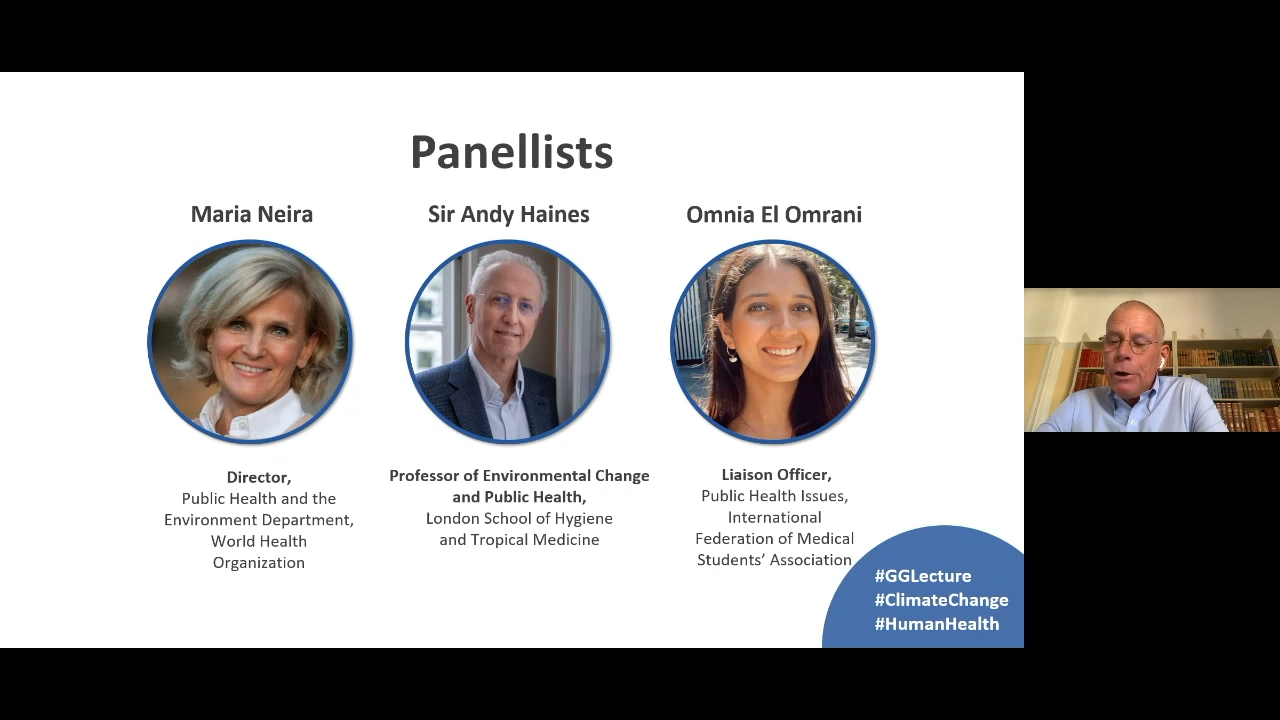 Panellists
Maria Neira
Sir Andy Haines
Omnia El Omrani
Director,
Public Health and the
Environment Department,
World Health
Organization
Professor of Environmental Change
and Public Health,
London School of Hygiene
and Tropical Medicine
Liaison Officer,
Public Health Issues,
International
Federation of Medical
Students’ Association
#GGLecture
#ClimateChange
#HumanHealth